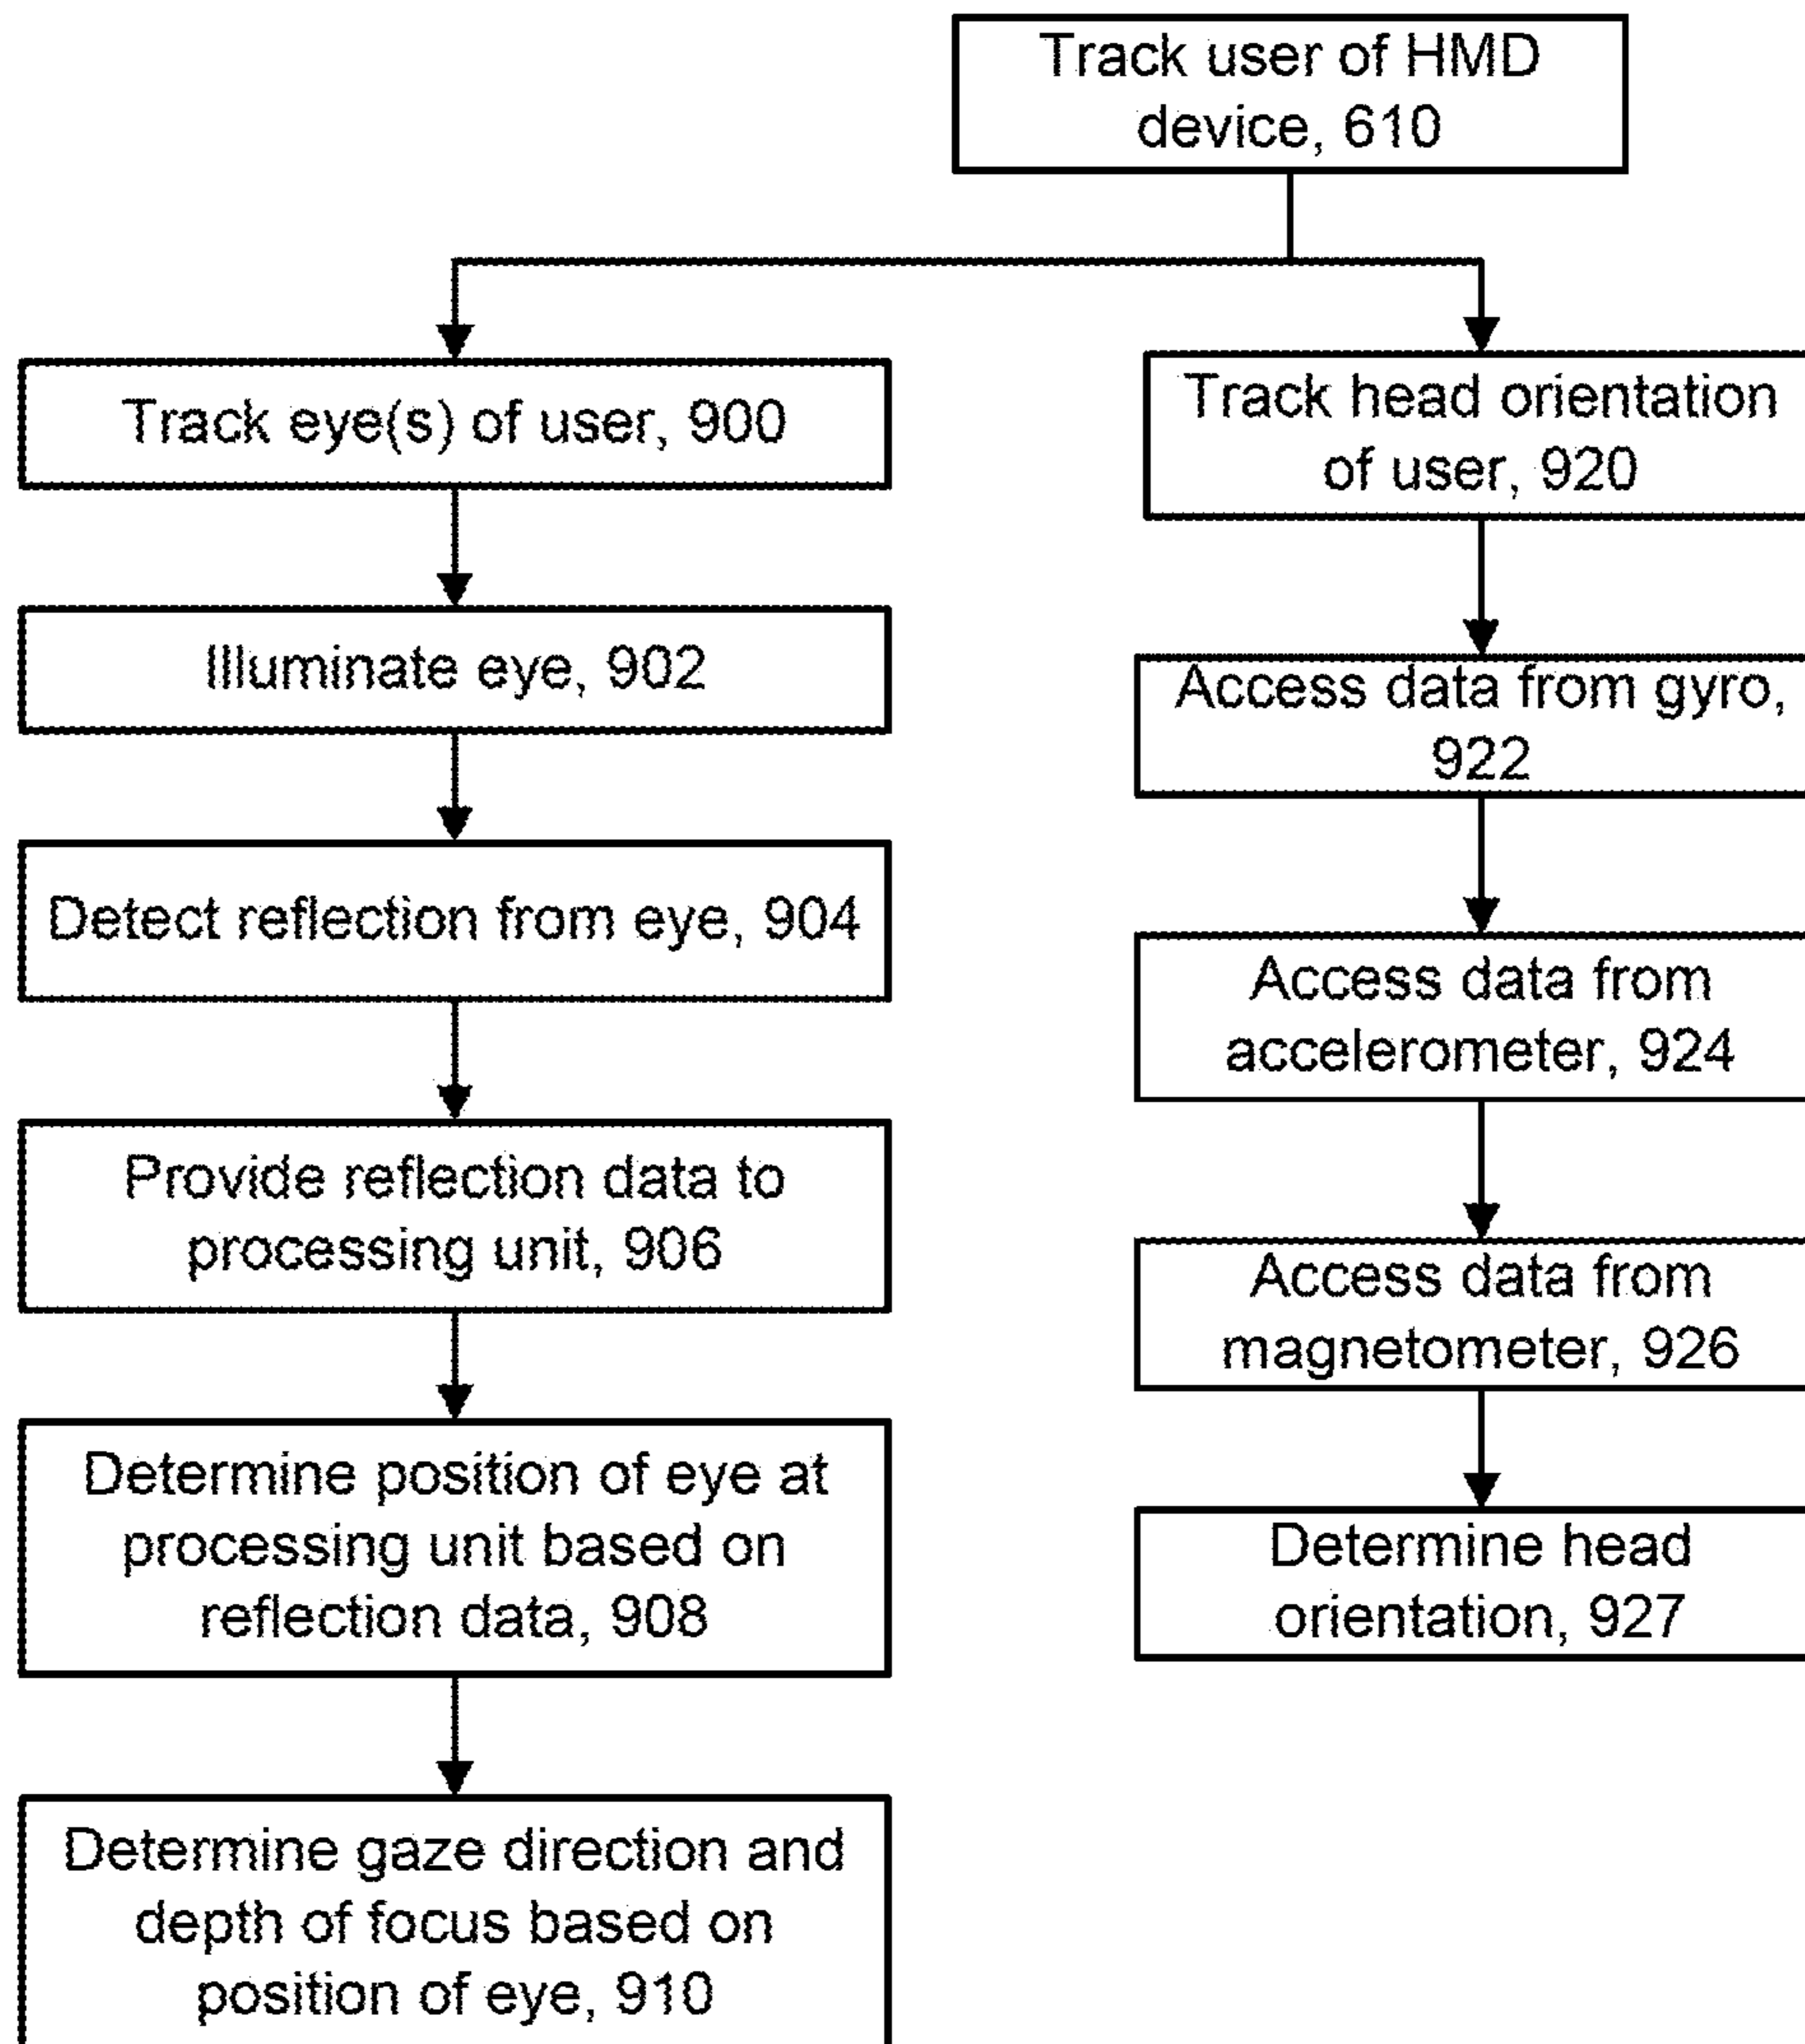 Track user of HMD
device, 610
Track eye(s) of user, 900
Illuminate eye, 902
Detect reflection from eye, 904
Provide reflection data to
processing unit, 906
Determine position of eye at
processing unit based on
reflection data, 908
Determine gaze direction and
depth of focus based on
position of eye, 910
Track head orientation
of user, 920
Access data from gyro,
922
Access data from
accelerometer, 924
Access data from
magnetometer, 926
Determine head
orientation, 927